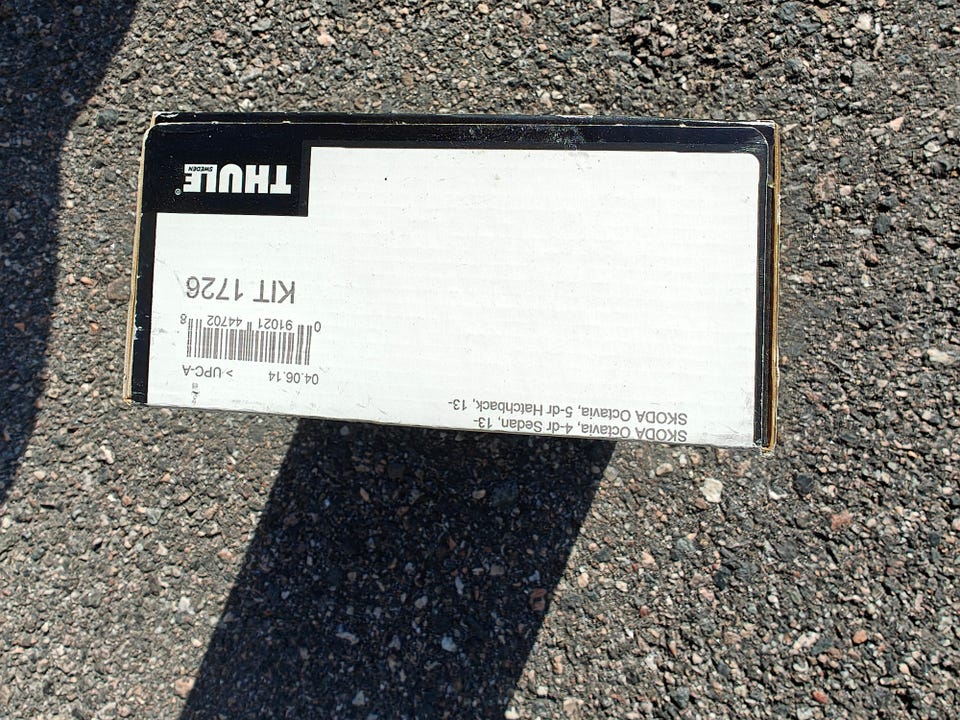 SKODA Octavia, 4-dr Sedan, 13-
SKODA Octavia, 5-dr Hatchback, 13-
04.06.14 > UPC-A
0 91021 44702 8
KIT 1726
THULE®
SWEDEN